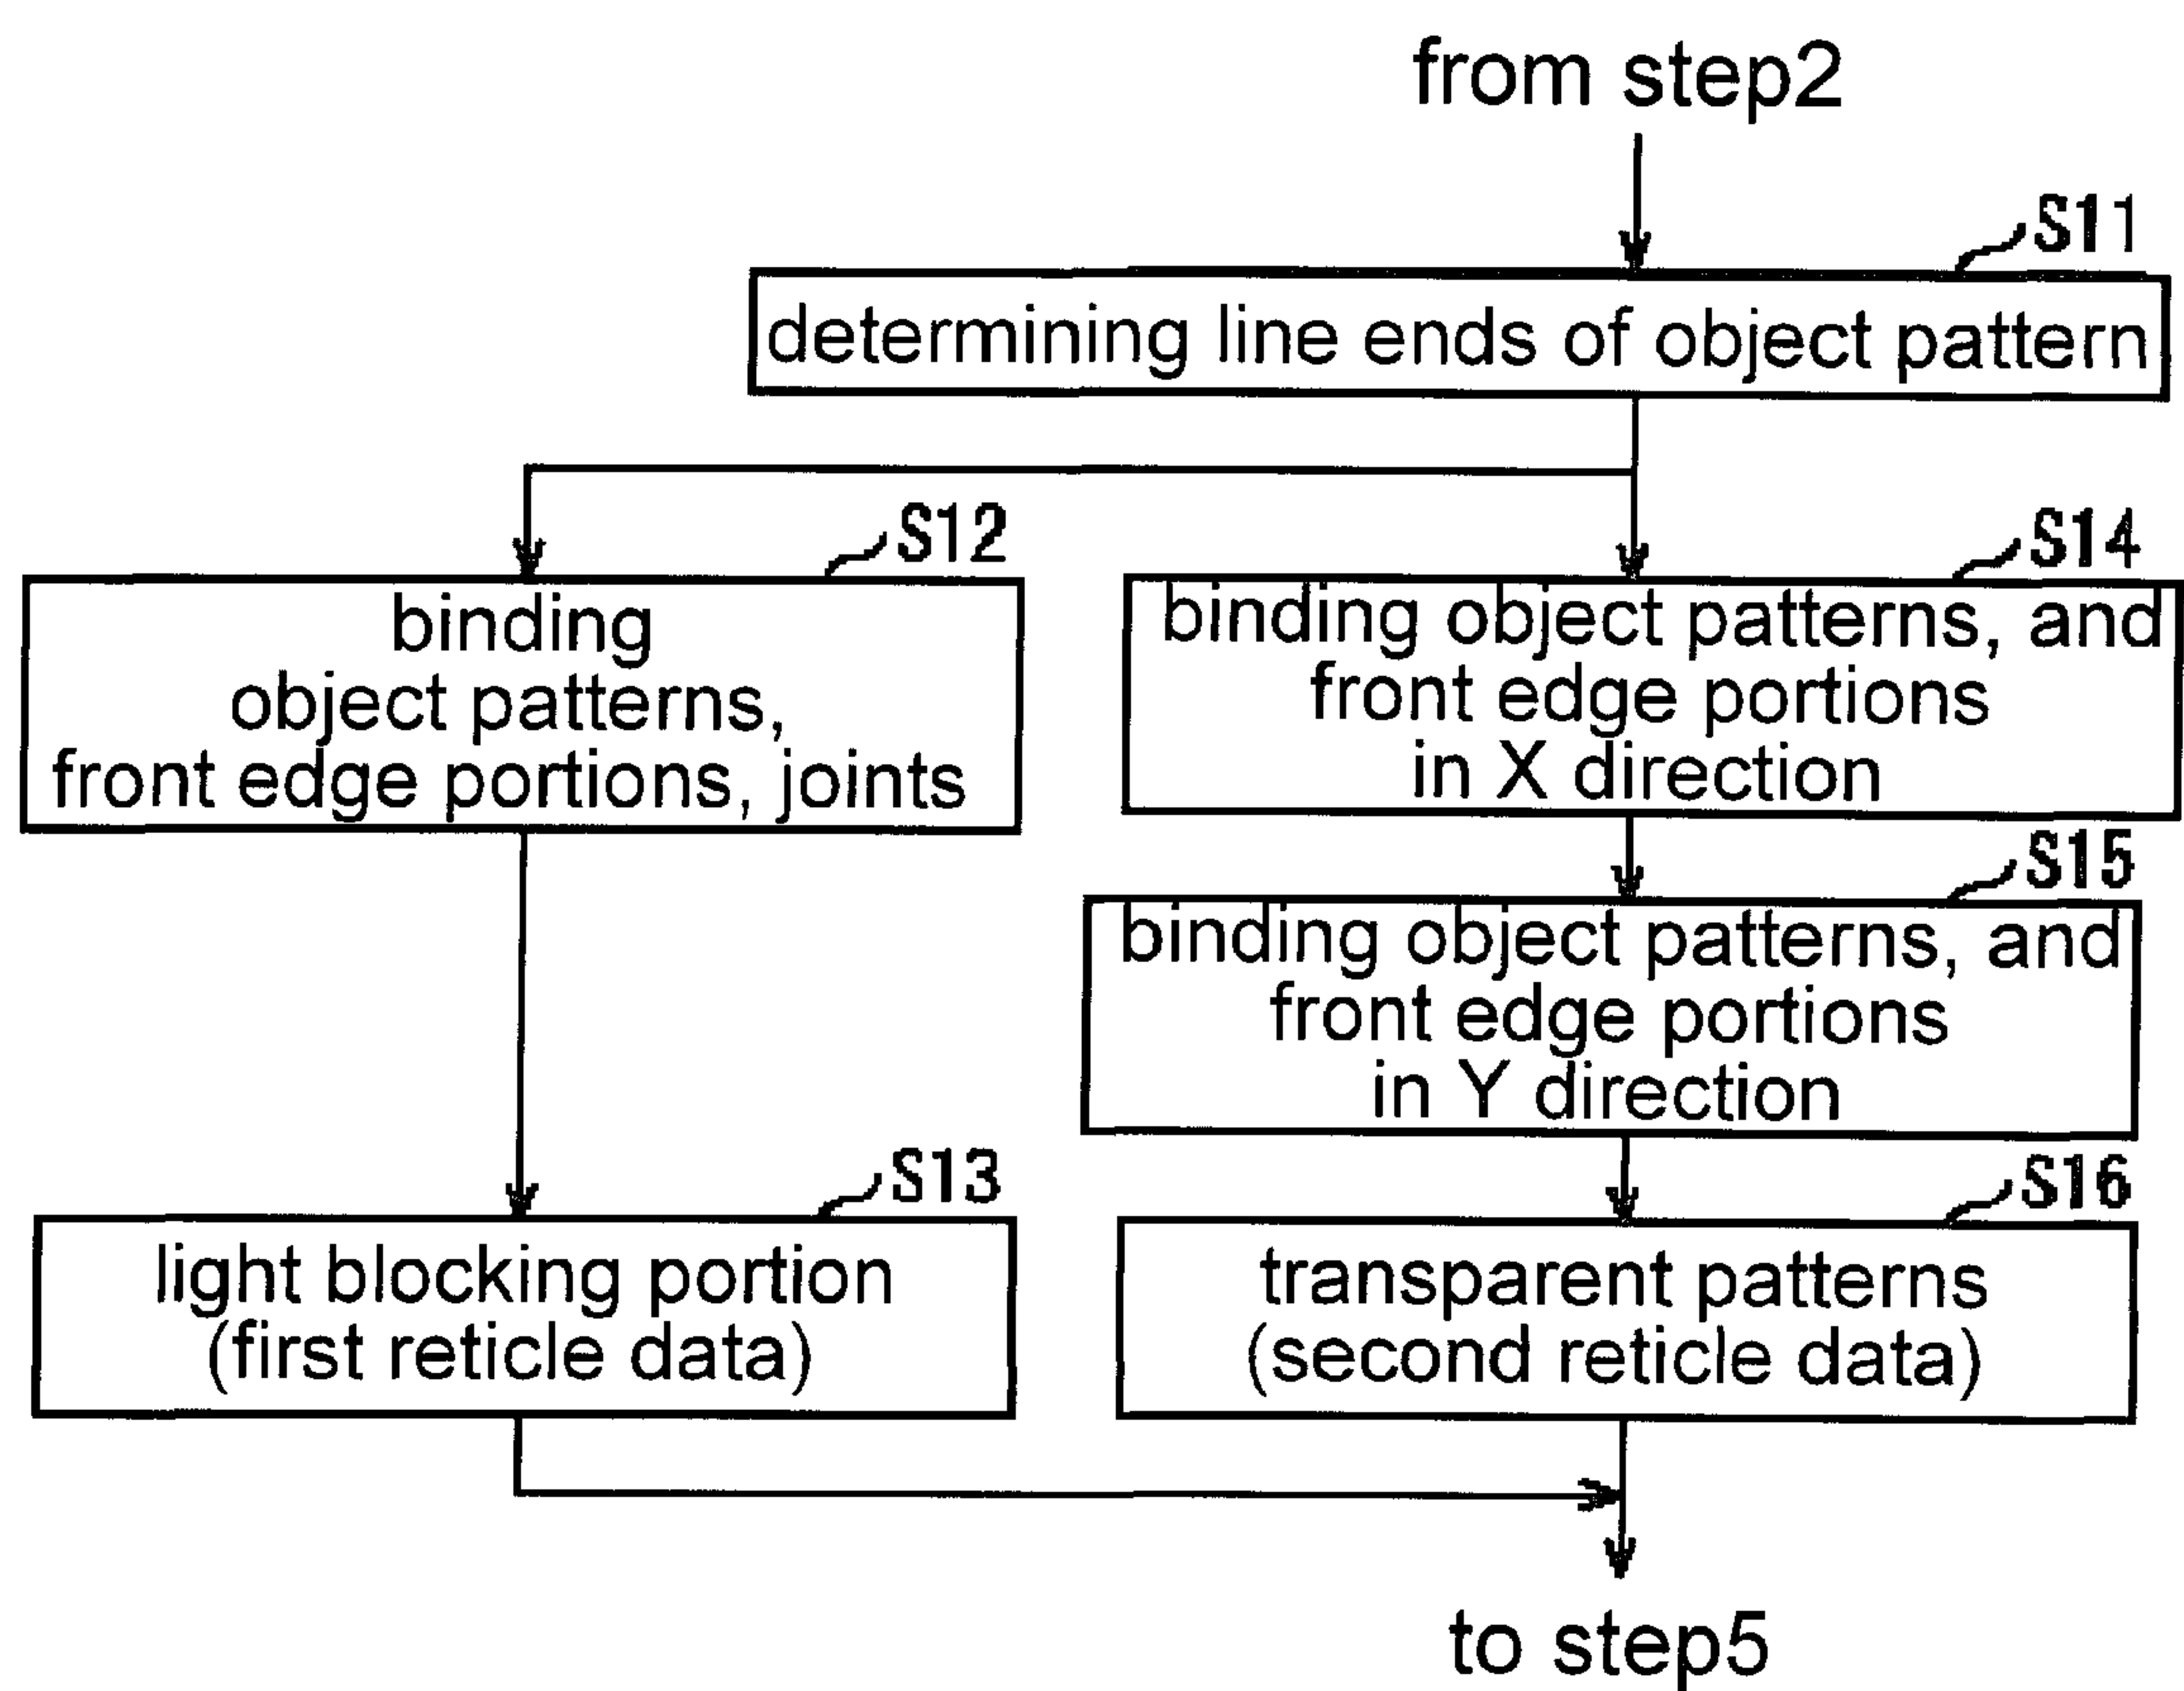 from step2
S11
determining line ends of object pattern
S12
binding
object patterns,
front edge portions, joints
S14
binding object patterns, and
front edge portions
in X direction
S15
binding object patterns, and
front edge portions
in Y direction
S13
light blocking portion
(first reticle data)
S16
transparent patterns
(second reticle data)
to step5